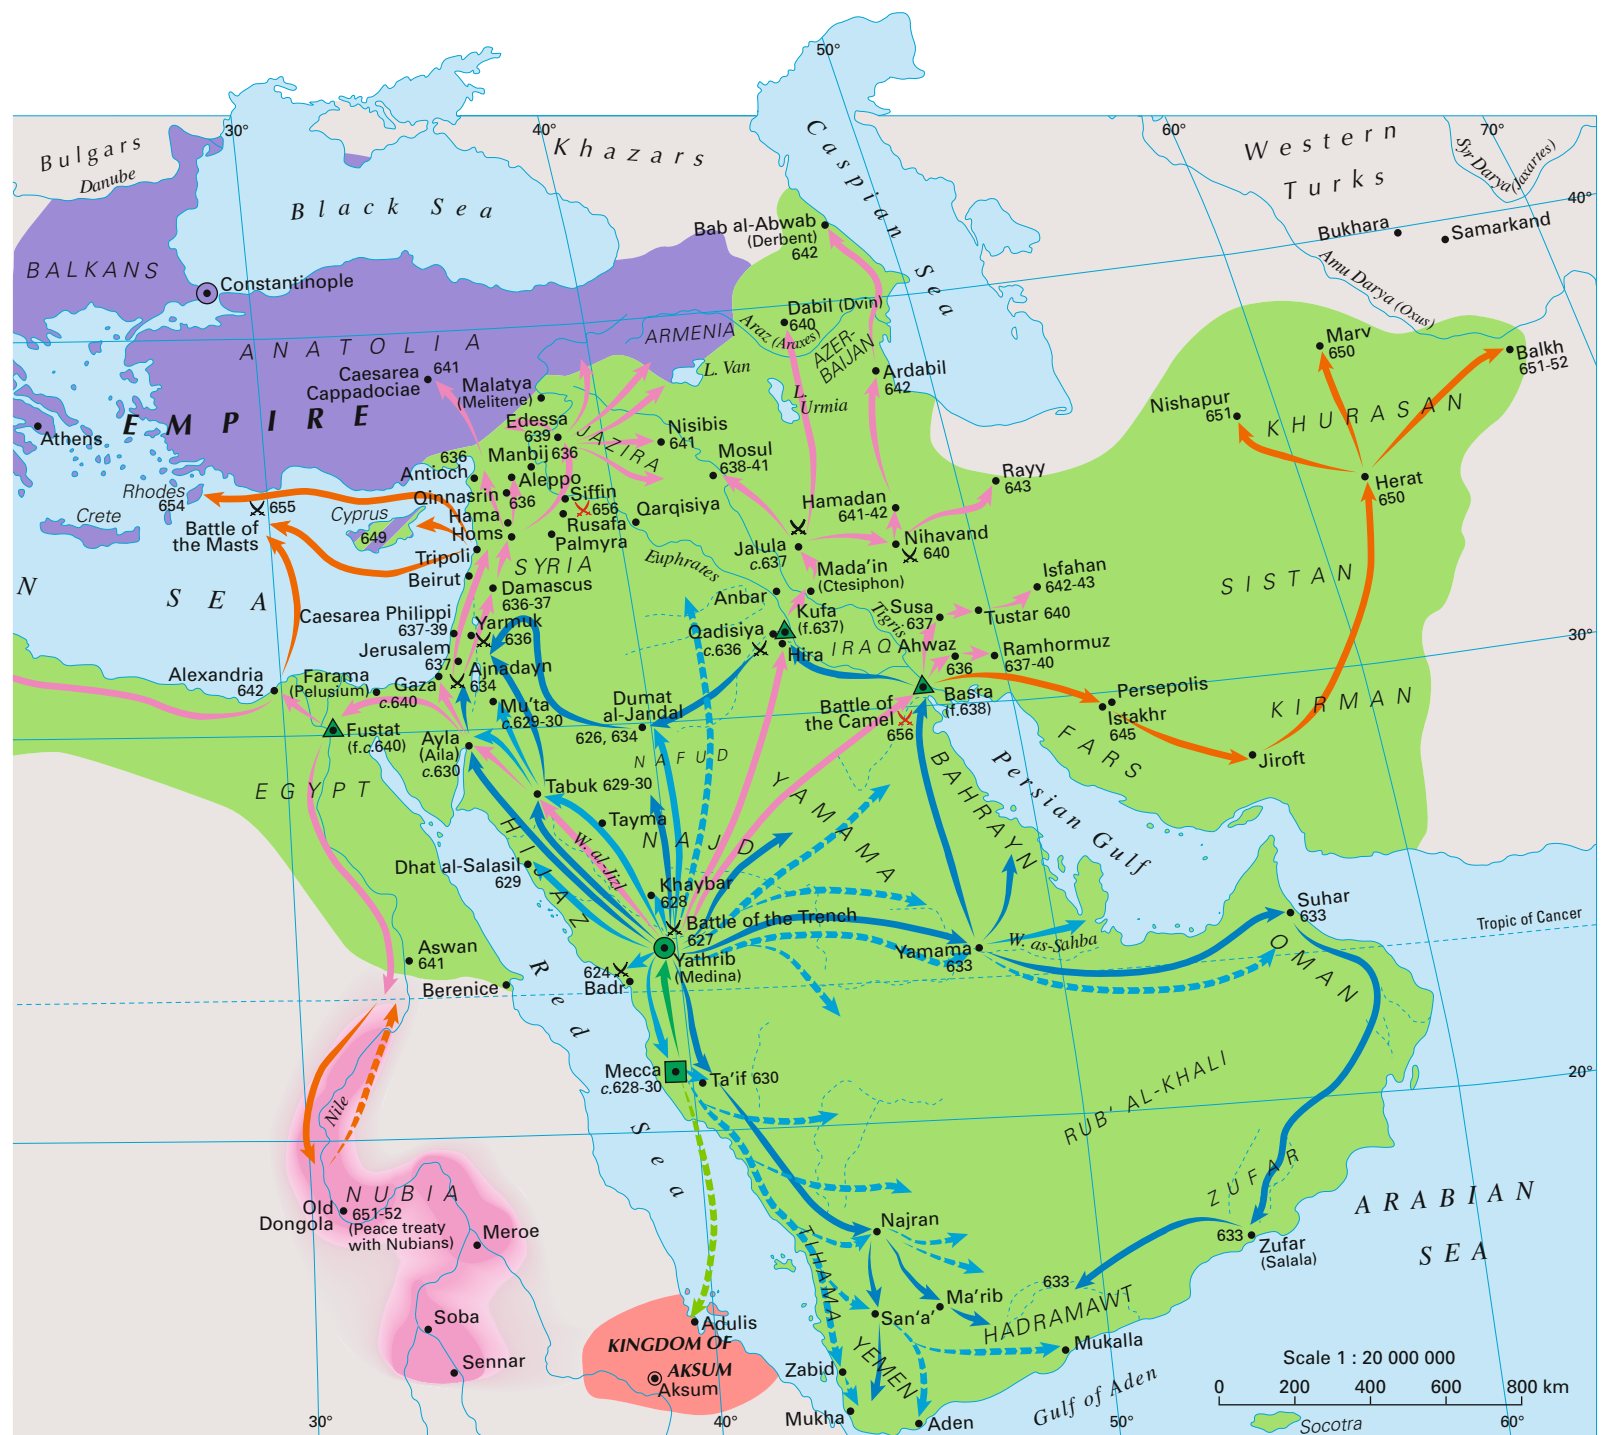 50°
30°
40°
60°
70°
Bulgars
Danube
Khazars
Caspian Sea
Western
Turks
Syr Darya (Jaxartes)
40°
Black Sea
Bab al-Abwab
(Derbent)
642
Bukhara
Samarkand
Amu Darya (Oxus)
BALKANS
Constantinople
Dabil (Dvin)
640
Araz (Araxes)
ARMENIA
AZER-
BAIJAN
ANATOLIA
Marv
650
Balkh
651-52
Caesarea
Cappadociae
641
Malatya
(Melitene)
L. Van
L.
Urmia
Ardabil
642
EMPIRE
Athens
Edessa
639
JAZIRA
Nisibis
641
Nishapur
651
KHURASAN
636
Manbij
636
Mosul
638-41
Antioch
Aleppo
Rayy
643
Herat
650
Rhodes
654
655
Qinnasrin
636
Siffin
656
Hamadan
641-42
Crete
Battle of
the Masts
Cyprus
649
Hama
Homs
Rusafa
Qarqisiya
Palmyra
Nihavand
640
Tripoli
SYRIA
Euphrates
Jalula
c.637
Beirut
Mada’in
(Ctesiphon)
Isfahan
642-43
SISTAN
N
SEA
Damascus
636-37
Anbar
Caesarea Philippi
637-39
Yarmuk
636
Kufa
(f.637)
Tigris
Susa
637
Tustar 640
30°
Qadisiya
c.636
Hira
IRAQ
Ahwaz
636
Ramhormuz
637-40
Jerusalem
637
Ajnadayn
634
Alexandria
642
Farama
(Pelusium)
c.640
Gaza
Mu’ta
c.629-30
Dumat
al-Jandal
626, 634
Battle of
the Camel
656
Basra
(f.638)
Persepolis
Istakhr
645
KIRMAN
Fustat
(f.c.640)
Ayla
(Aila)
c.630
FARS
Jiroft
NAFUD
EGYPT
Tabuk 629-30
YAMAMA
BAHRAYN
Persian Gulf
Tayma
NAJD
HIJAZ
W. al-Jizl
Dhat al-Salasil
629
Khaybar
628
Battle of the Trench
627
Suhar
633
Tropic of Cancer
Aswan
641
Yathrib
(Medina)
Yamama
633
W. as-Sahba
OMAN
624
Badr
Berenice
Red Sea
Mecca
c.628-30
Ta’if 630
20°
RUB’ AL-KHALI
Nile
ZUFAR
NUBIA
Old
Dongola
651-52
(Peace treaty
with Nubians)
Meroe
Najran
ARABIAN
SEA
633
Zufar
(Salala)
TIHAMA
633
Ma’rib
HADRAMAWT
Soba
Adulis
San‘a’
KINGDOM OF
AKSUM
Aksum
Sennar
YEMEN
Mukalla
Zabid
Scale 1 : 20 000 000
0 200 400 600 800 km
Mukha
Aden
Gulf of Aden
Socotra
30°
40°
50°
60°